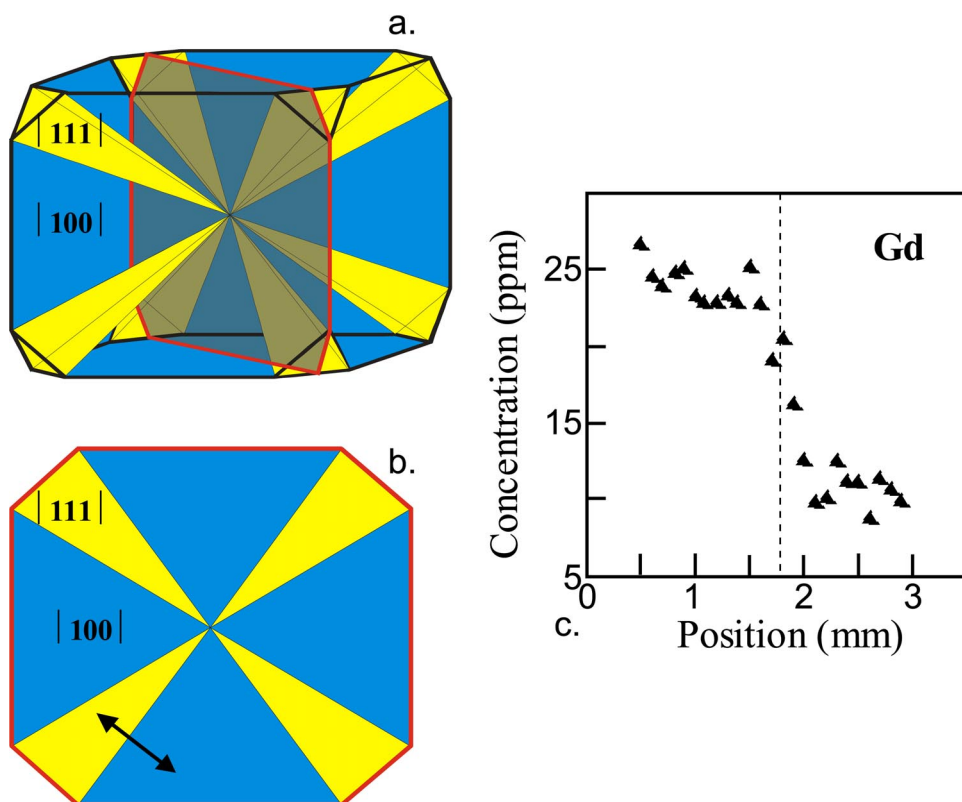 a.
|111|
|100|
b.
|111|
|100|
Gd
Concentration (ppm)
25
15
5
0
1
2
3
c.
Position (mm)